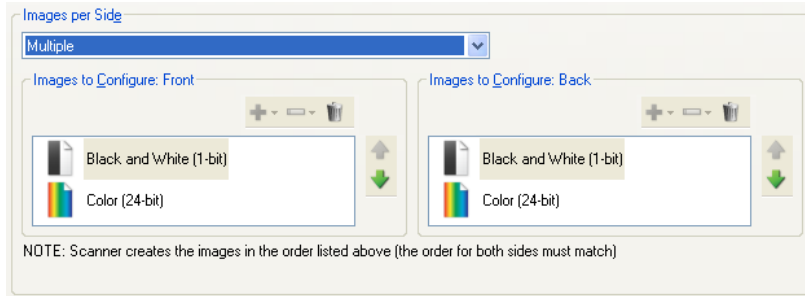 Images per Side
Multiple
Images to Configure: Front
Images to Configure: Back
Black and White (1-bit)
Color (24-bit)
Black and White (1-bit)
Color (24-bit)
NOTE: Scanner creates the images in the order listed above (the order for both sides must match)